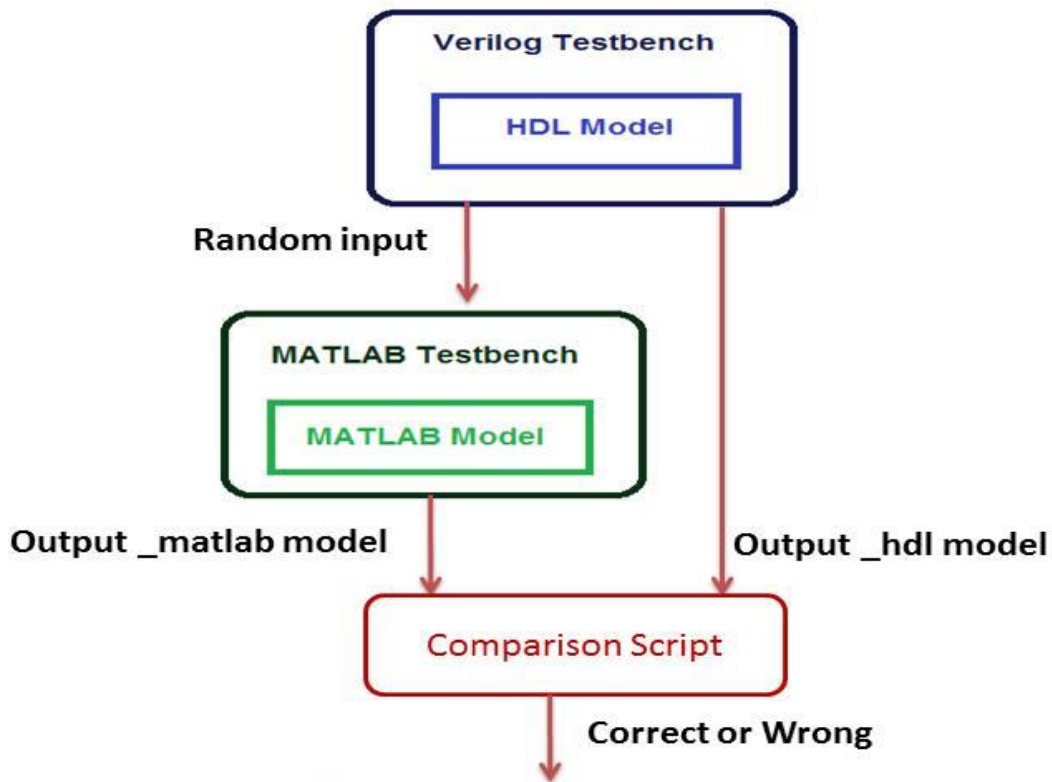 Verilog Testbench
HDL Model
Random input
MATLAB Testbench
MATLAB Model
Output _matlab model
Output _hdl model
Comparison Script
Correct or Wrong